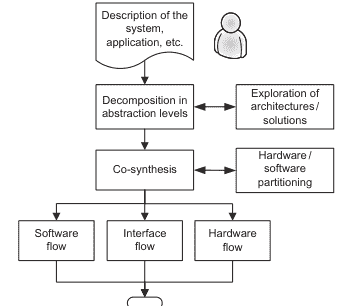 Description of the
system,
application, etc.
Decomposition in
abstraction levels
Exploration of
architectures/
solutions
Co-synthesis
Hardware/
software
partitioning
Software
flow
Interface
flow
Hardware
flow